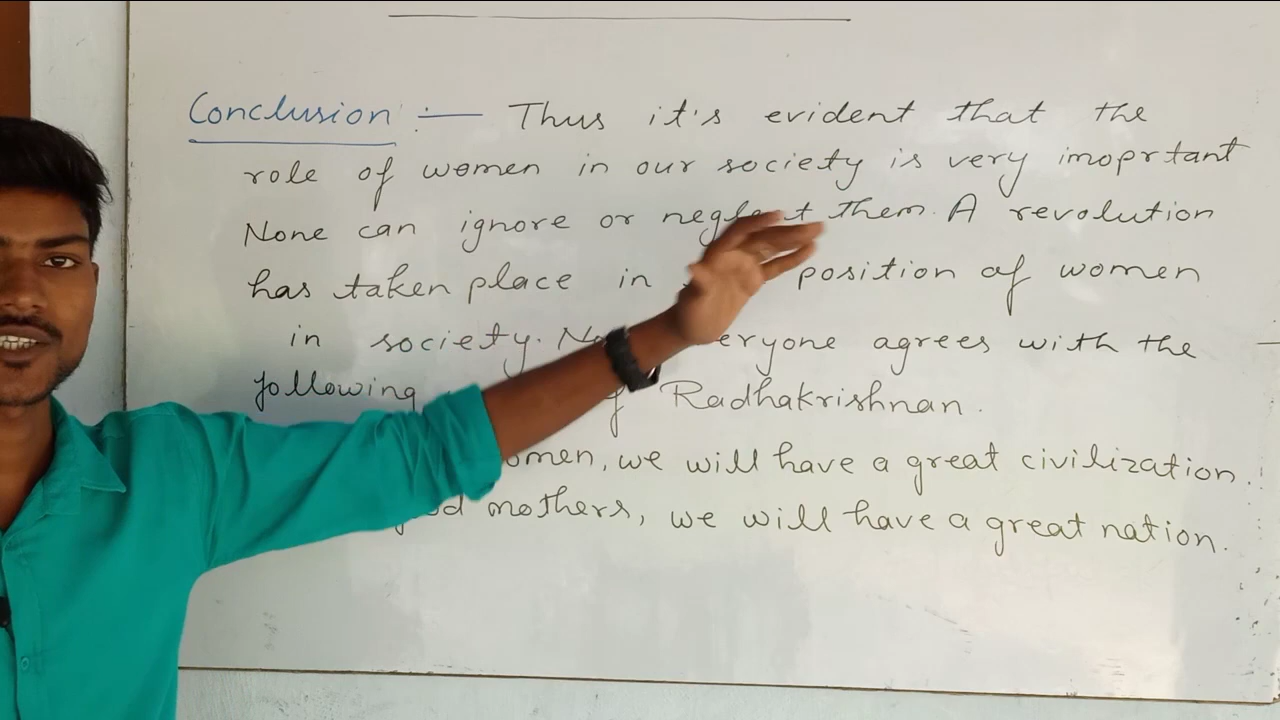 Conclusion :— Thus it's evident that the
role of women in our society is very imoprtant
None can ignore or neglect them. A revolution
has taken place in position of women
in society. eryone agrees with the
following Radhakrishnan.
omen, we will have a great civilization.
mothers, we will have a great nation.